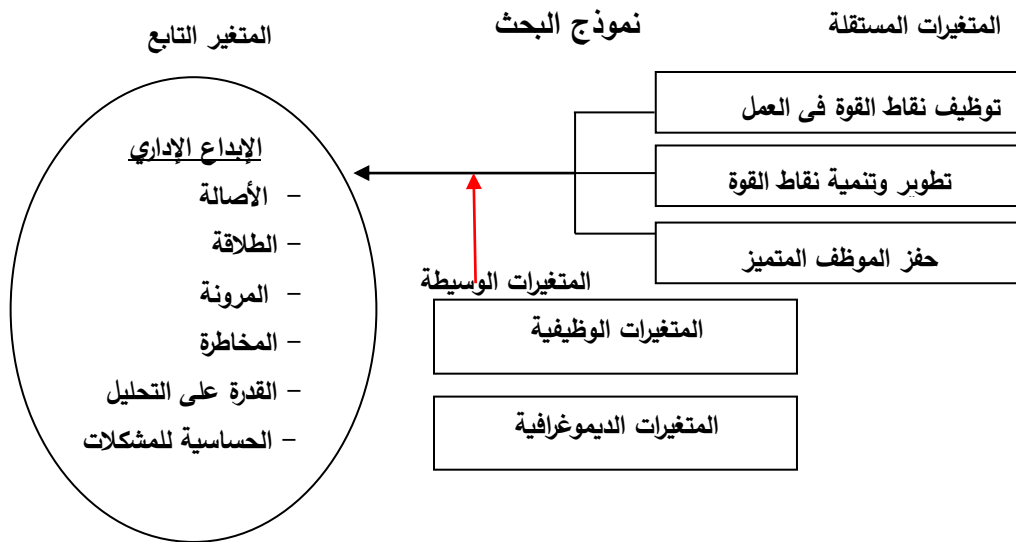 المتغيرات المستقلة
نموذج البحث
المتغير التابع
توظيف نقاط القوة فى العمل
تطوير وتنمية نقاط القوة
حفز الموظف المتميز
المتغيرات الوسيطة
المتغيرات الوظيفية
المتغيرات الديموغرافية
الإبداع الإداري
- الأصالة
- الطلاقة
- المرونة
- المخاطرة
- القدرة على التحليل
- الحساسية للمشكلات